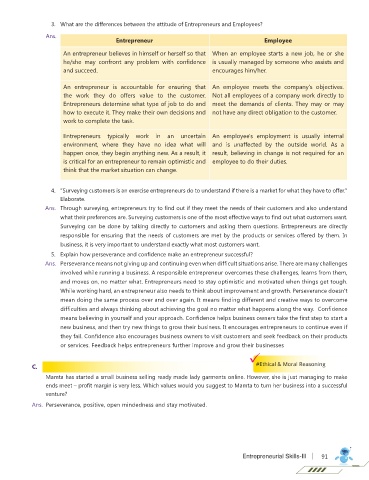 3. What are the differences between the attitude of Entrepreneurs and Employees?
Ans.
Entrepreneur Employee
An entrepreneur believes in himself or herself so that he/she may confront any problem with confidence and succeed.
When an employee starts a new job, he or she is usually managed by someone who assists and encourages him/her.
An entrepreneur is accountable for ensuring that the work they do offers value to the customer. Entrepreneurs determine what type of job to do and how to execute it. They make their own decisions and work to complete the task.
An employee meets the company's objectives. Not all employees of a company work directly to meet the demands of clients. They may or may not have any direct obligation to the customer.
Entrepreneurs typically work in an uncertain environment, where they have no idea what will happen once, they begin anything new. As a result, it is critical for an entrepreneur to remain optimistic and think that the market situation can change.
An employee's employment is usually internal and is unaffected by the outside world. As a result, believing in change is not required for an employee to do their duties.
4. "Surveying customers is an exercise entrepreneurs do to understand if there is a market for what they have to offer."
Elaborate.
Ans. Through surveying, entrepreneurs try to find out if they meet the needs of their customers and also understand
what their preferences are. Surveying customers is one of the most effective ways to find out what customers want.
Surveying can be done by talking directly to customers and asking them questions. Entrepreneurs are directly
responsible for ensuring that the needs of customers are met by the products or services offered by them. In
business, it is very important to understand exactly what most customers want.
5. Explain how perseverance and confidence make an entrepreneur successful?
Ans. Perseverance means not giving up and continuing even when difficult situations arise. There are many challenges
involved while running a business. A responsible entrepreneur overcomes these challenges, learns from them,
and moves on, no matter what. Entrepreneurs need to stay optimistic and motivated when things get tough.
While working hard, an entrepreneur also needs to think about improvement and growth. Perseverance doesn't
mean doing the same process over and over again. It means finding different and creative ways to overcome
difficulties and always thinking about achieving the goal no matter what happens along the way. Confidence
means believing in yourself and your approach. Confidence helps business owners take the first step to start a
new business, and then try new things to grow their business. It encourages entrepreneurs to continue even if
they fail. Confidence also encourages business owners to visit customers and seek feedback on their products
or services. Feedback helps entrepreneurs further improve and grow their businesses.
C. #Ethical & Moral Reasoning
Mamta has started a small business selling ready made lady garments online. However, she is just managing to make
ends meet – profit margin is very less. Which values would you suggest to Mamta to turn her business into a successful
venture?
Ans. Perseverance, positive, open mindedness and stay motivated.
Entrepreneurial Skills-III | 91